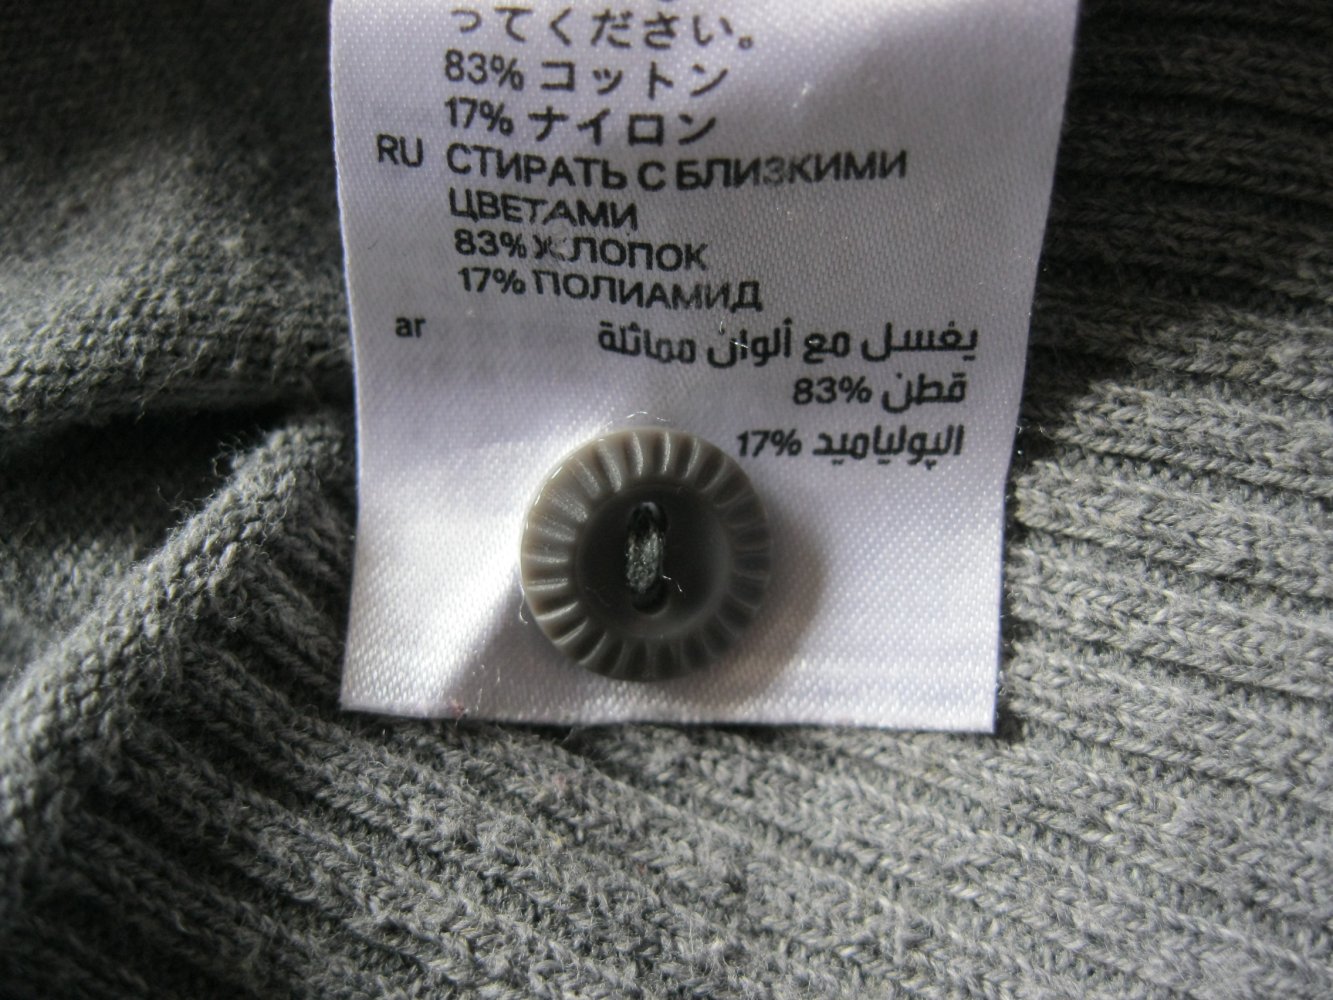 ってください。
83% コットン
17% ナイロン
RU СТИРАТЬ С БЛИЗКИМИ
ЦВЕТАМИ
83% ХЛОПОК
17% ПОЛИАМИД
ar يغسل مع ألوان مماثلة
قطن 83%
البولياميد 17%